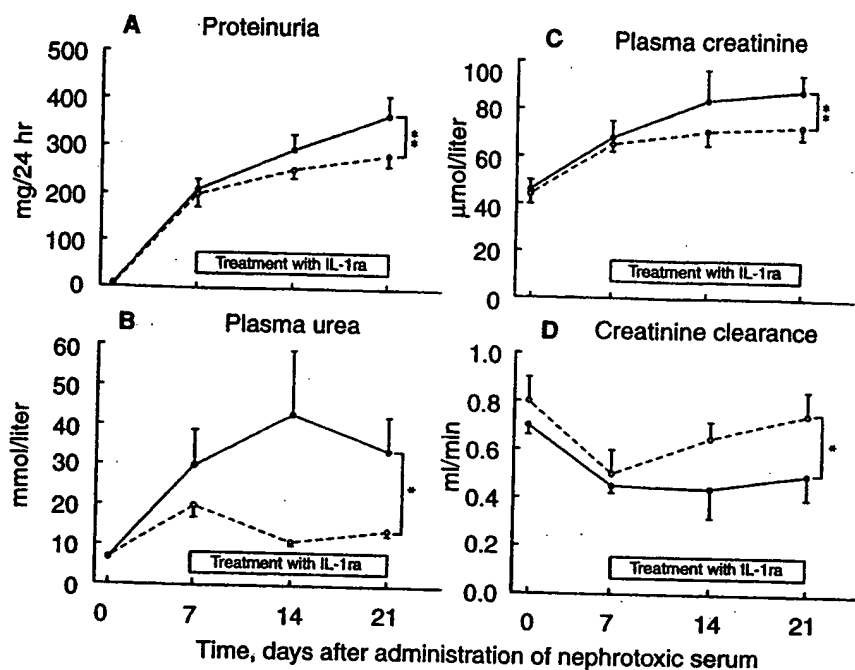 A Proteinuria
500
400
300
200
100
0
mg/24 hr
**
Treatment with IL-1ra
C Plasma creatinine
100
80
60
40
20
0
µmol/liter
**
Treatment with IL-1ra
B Plasma urea
60
50
40
30
20
10
0
mmol/liter
*
Treatment with IL-1ra
0 7 14 21
D Creatinine clearance
1.0
0.8
0.6
0.4
0.2
0.0
ml/min
*
Treatment with IL-1ra
0 7 14 21
Time, days after administration of nephrotoxic serum